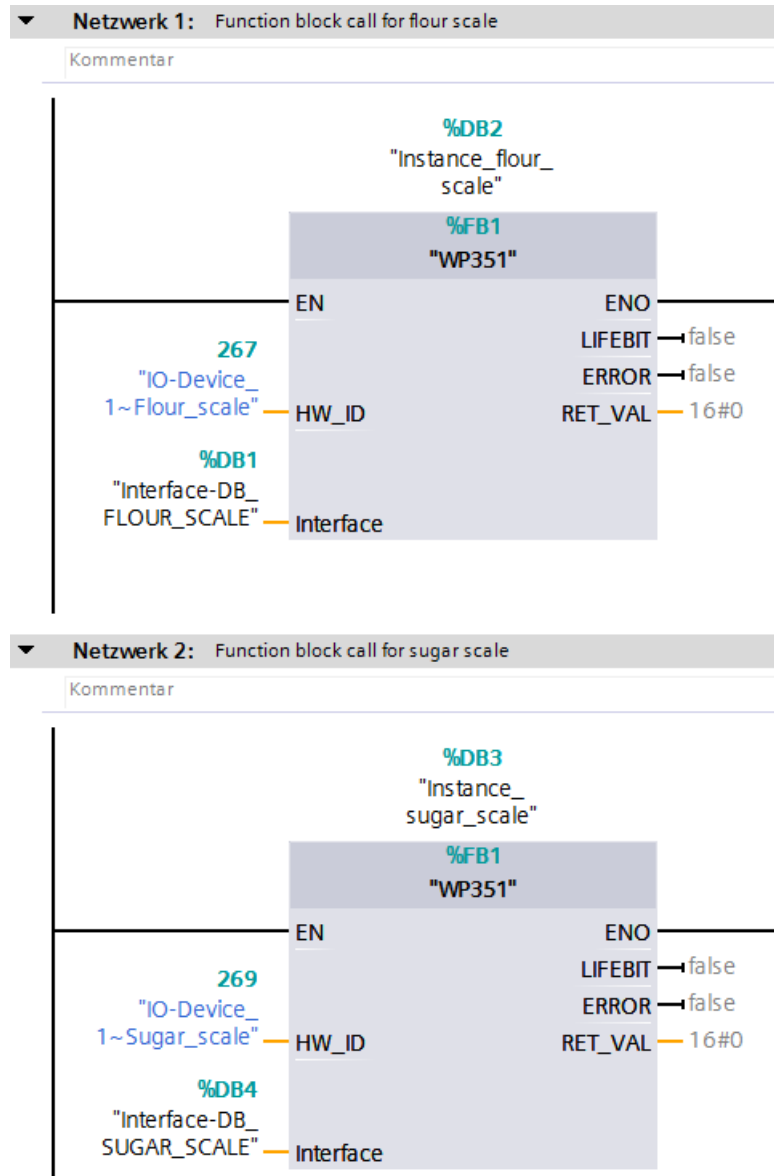 Netzwerk 1: Function block call for flour scale
Kommentar
%DB2
"Instance_flour_
scale"
%FB1
"WP351"
EN ENO
LIFEBIT false
267
ERROR false
"IO-Device_
1~Flour_scale" HW_ID RET_VAL 16#0
%DB1
"Interface-DB_
FLOUR_SCALE" Interface
Netzwerk 2: Function block call for sugar scale
Kommentar
%DB3
"Instance_
sugar_scale"
%FB1
"WP351"
EN ENO
LIFEBIT false
269
ERROR false
"IO-Device_
1~Sugar_scale" HW_ID RET_VAL 16#0
%DB4
"Interface-DB_
SUGAR_SCALE" Interface